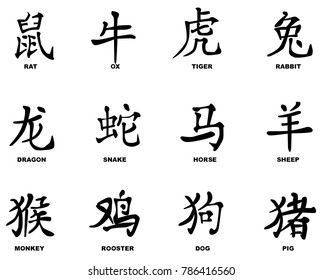 鼠 牛 虎 兔
RAT OX TIGER RABBIT
龙 蛇 马 羊
DRAGON SNAKE HORSE SHEEP
猴 鸡 狗 猪
MONKEY ROOSTER DOG PIG
shutterstock.com · 786416560